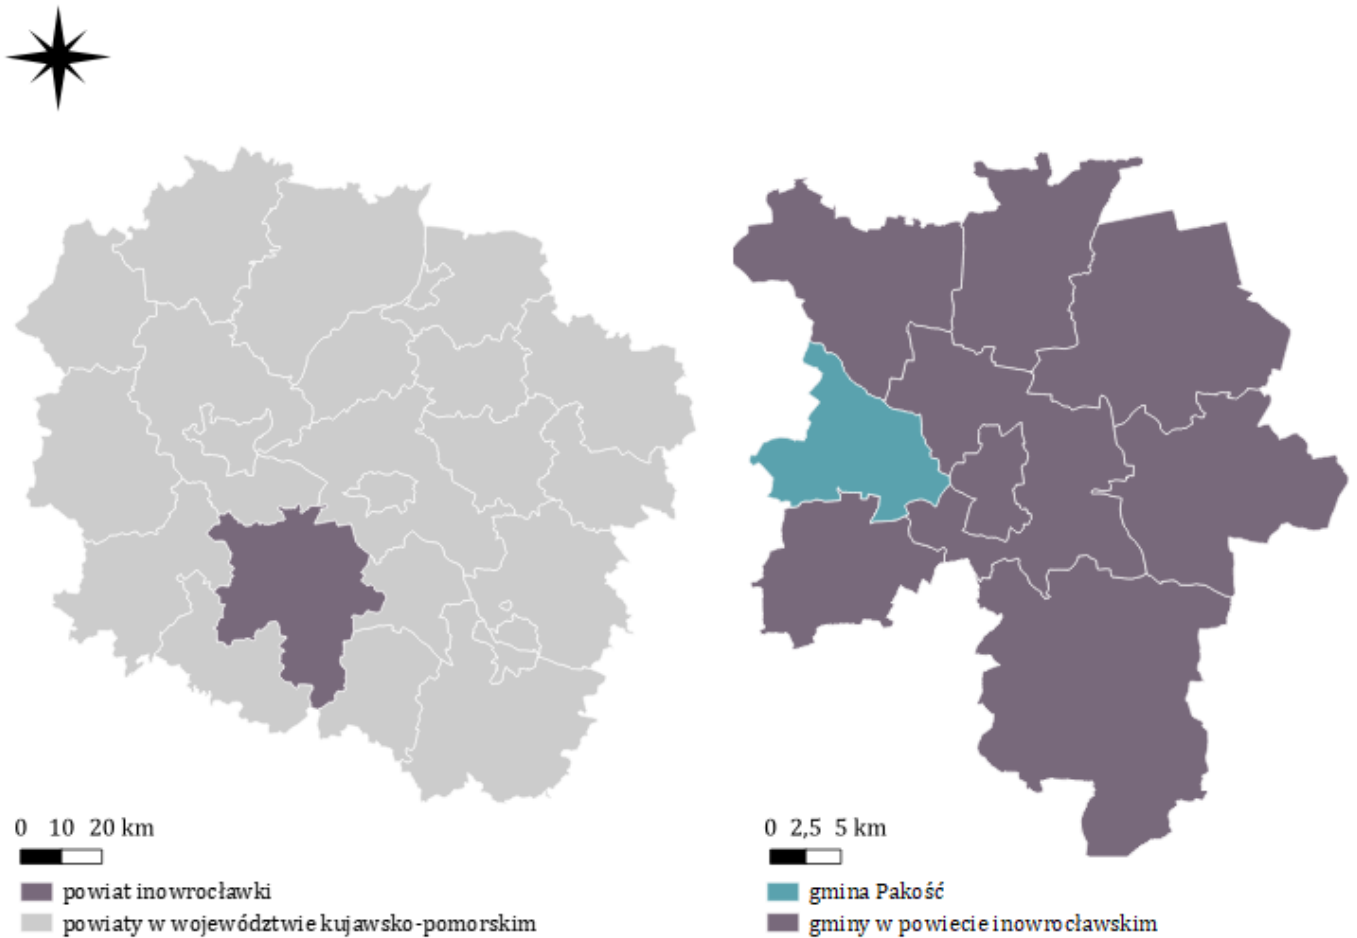 0 10 20 km
powiat inowrocławki
powiaty w województwie kujawsko-pomorskim
0 2,5 5 km
gmina Pakość
gminy w powiecie inowrocławskim